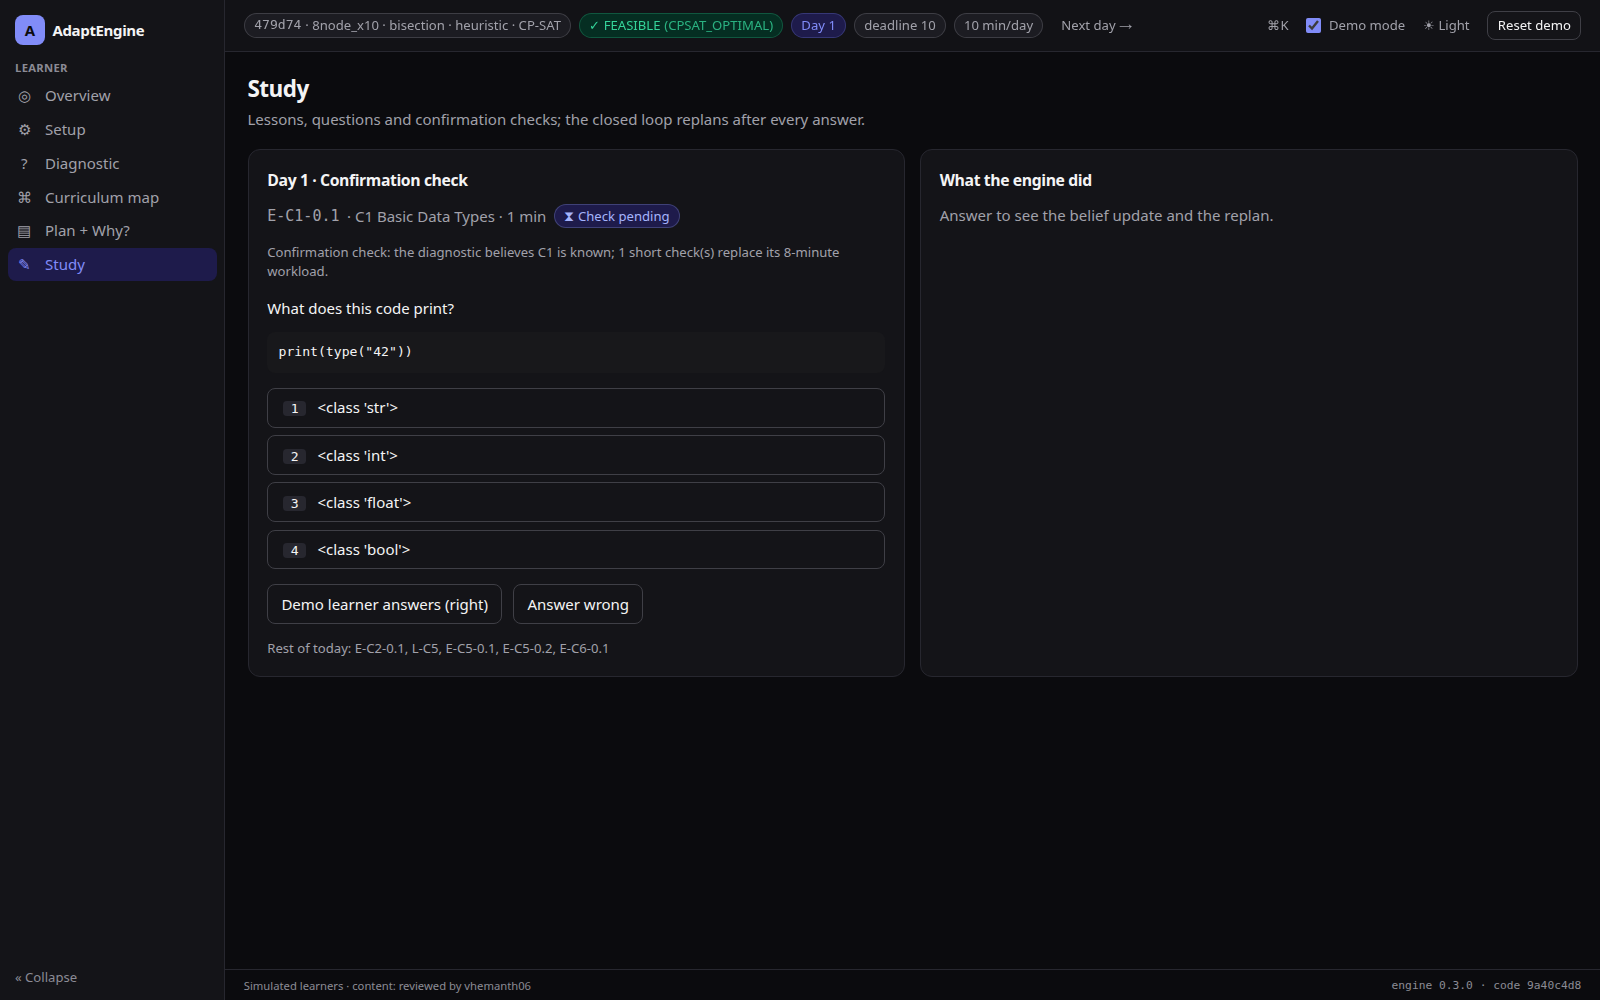 A AdaptEngine
LEARNER
◎ Overview
⚙ Setup
? Diagnostic
⌘ Curriculum map
▤ Plan + Why?
✎ Study
« Collapse
479d74 · 8node_x10 · bisection · heuristic · CP-SAT
✓ FEASIBLE (CPSAT_OPTIMAL)
Day 1
deadline 10
10 min/day
Next day →
⌘K
Demo mode
☀ Light
Reset demo
Study
Lessons, questions and confirmation checks; the closed loop replans after every answer.
Day 1 · Confirmation check
E-C1-0.1 · C1 Basic Data Types · 1 min ⧗ Check pending
Confirmation check: the diagnostic believes C1 is known; 1 short check(s) replace its 8-minute
workload.
What does this code print?
print(type("42"))
1 <class 'str'>
2 <class 'int'>
3 <class 'float'>
4 <class 'bool'>
Demo learner answers (right)
Answer wrong
Rest of today: E-C2-0.1, L-C5, E-C5-0.1, E-C5-0.2, E-C6-0.1
What the engine did
Answer to see the belief update and the replan.
Simulated learners · content: reviewed by vhemanth06
engine 0.3.0 · code 9a40c4d8